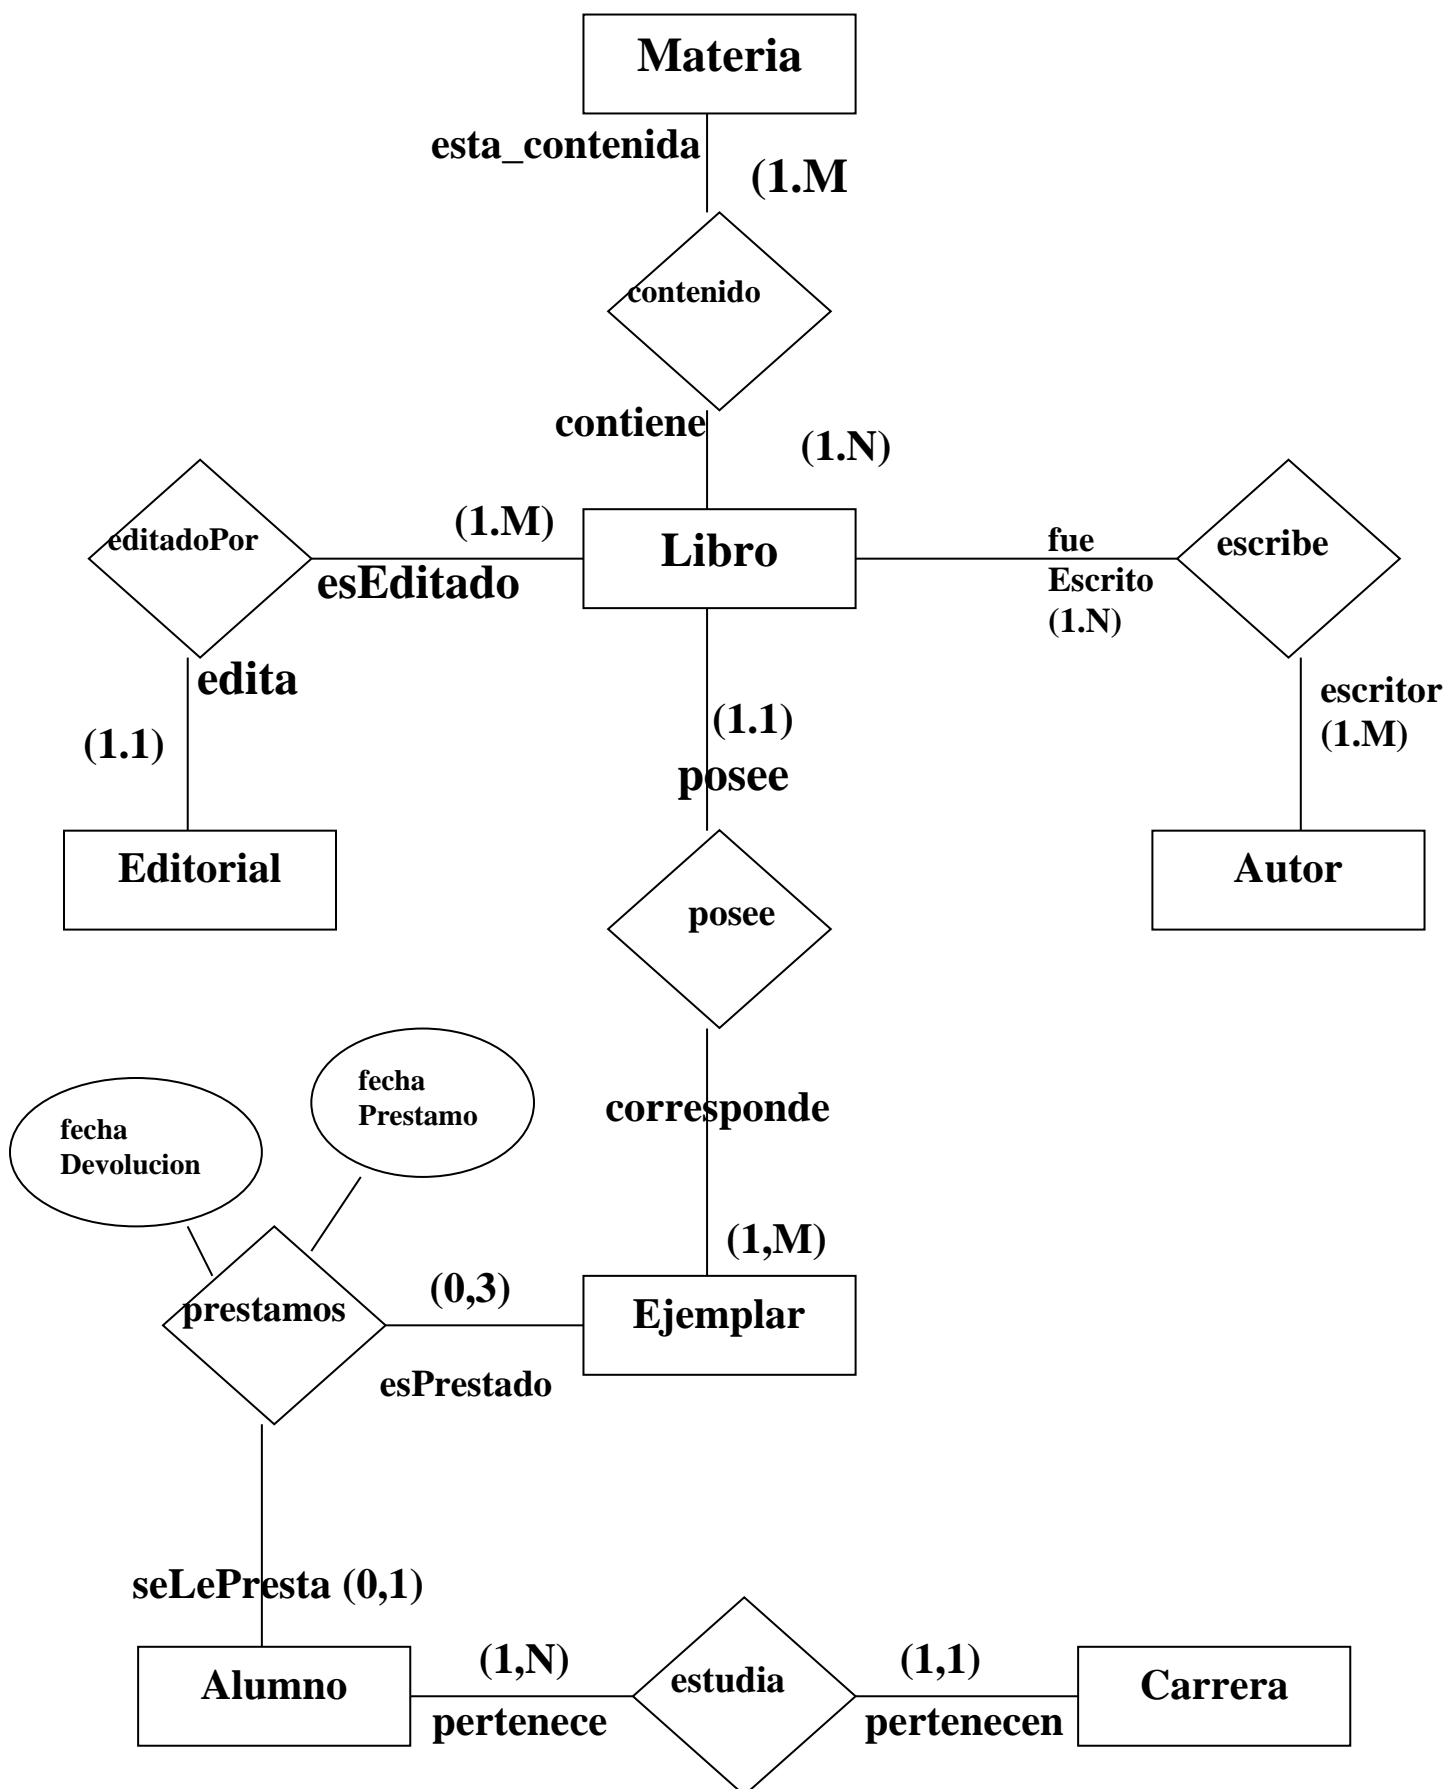 Materia
esta_contenida
(1.M
contenido
contiene
(1.N)
editadoPor
(1.M)
esEditado
Libro
fue
Escrito
(1.N)
escribe
edita
(1.1)
(1.1)
posee
escritor
(1.M)
Editorial
posee
Autor
fecha
Devolucion
fecha
Prestamo
corresponde
(1,M)
prestamos
(0,3)
esPrestado
Ejemplar
seLePresta (0,1)
Alumno
(1,N)
pertenece
estudia
(1,1)
pertenecen
Carrera